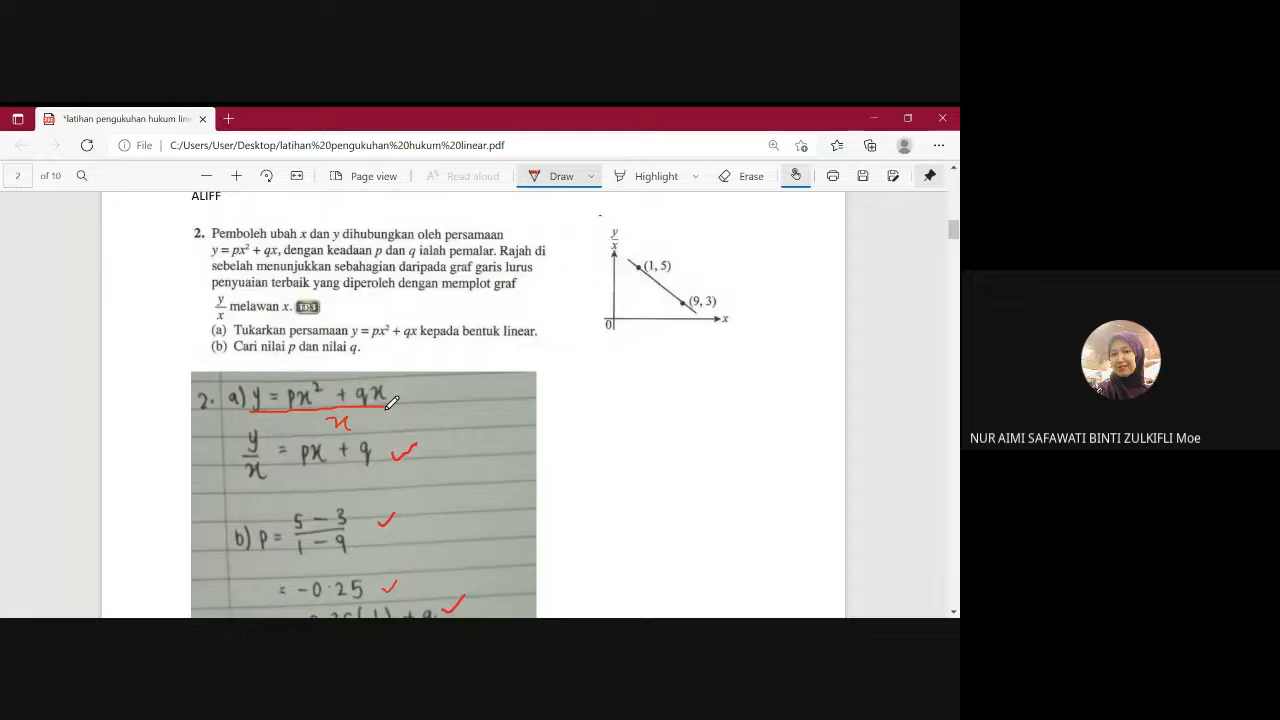 *latihan pengukuhan hukum line
File | C:/Users/User/Desktop/latihan%20pengukuhan%20hukum%20linear.pdf
2 of 10
Page view
Read aloud
Draw
Highlight
Erase
ALIFF
2. Pemboleh ubah x dan y dihubungkan oleh persamaan
y = px² + qx, dengan keadaan p dan q ialah pemalar. Rajah di
sebelah menunjukkan sebahagian daripada graf garis lurus
penyuaian terbaik yang diperoleh dengan memplot graf
y/x melawan x.
(a) Tukarkan persamaan y = px² + qx kepada bentuk linear.
(b) Cari nilai p dan nilai q.
y/x
(1, 5)
(9, 3)
0
x
2. a) y = px² + qx
x
y/x = px + q
b) p = 5 – 3 / 1 – 9
= -0.25
NUR AIMI SAFAWATI BINTI ZULKIFLI Moe